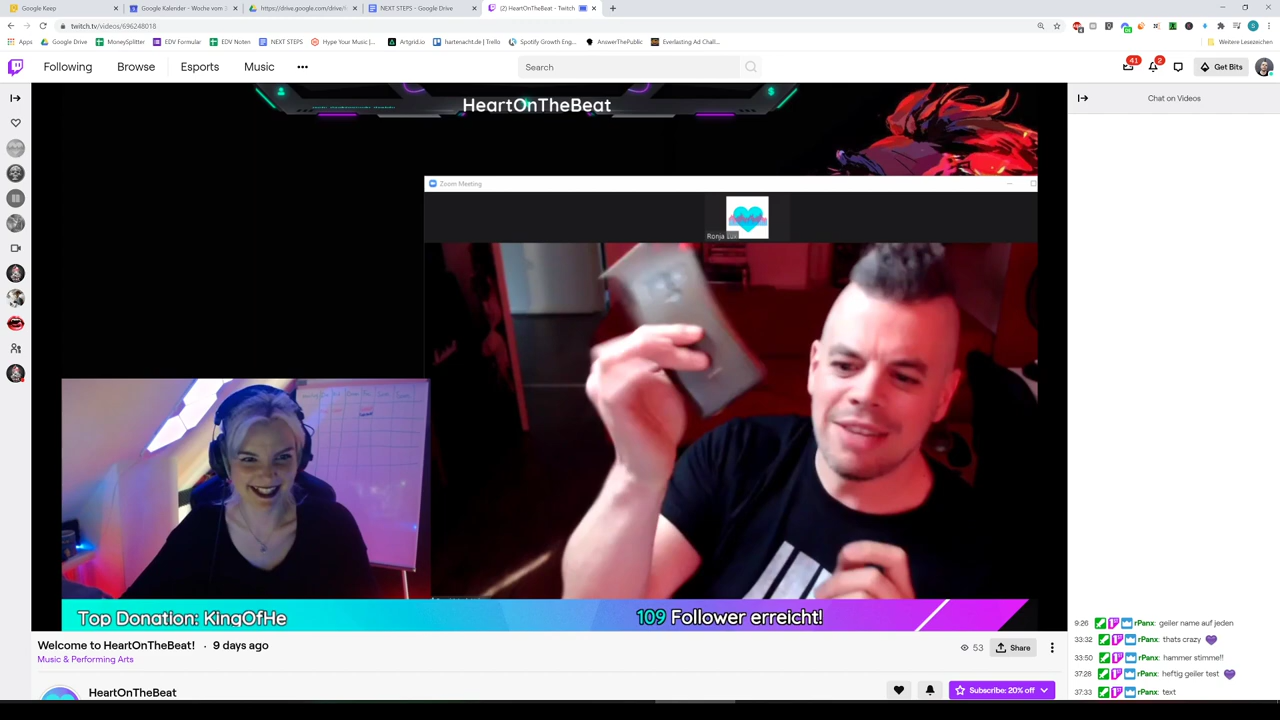 Google Keep
Google Kalender - Woche vom 3
https://drive.google.com/drive/f
NEXT STEPS - Google Drive
(2) HeartOnTheBeat - Twitch
twitch.tv/videos/696248018
Apps
Google Drive
MoneySplitter
EDV Formular
EDV Noten
NEXT STEPS
Hype Your Music |...
Artgrid.io
hartenacht.de | Trello
Spotify Growth Eng...
AnswerThePublic
Everlasting Ad Chall...
Weitere Lesezeichen
Following
Browse
Esports
Music
Search
41
2
Get Bits
HeartOnTheBeat
Chat on Videos
Zoom Meeting
Ronja Lux
Top Donation: KingOfHe
109 Follower erreicht!
Welcome to HeartOnTheBeat! · 9 days ago
53
Share
Music & Performing Arts
HeartOnTheBeat
Subscribe: 20% off
9:26 rPanx: geiler name auf jeden
33:32 rPanx: thats crazy
33:50 rPanx: hammer stimme!!
37:28 rPanx: heftig geiler test
37:33 rPanx: text